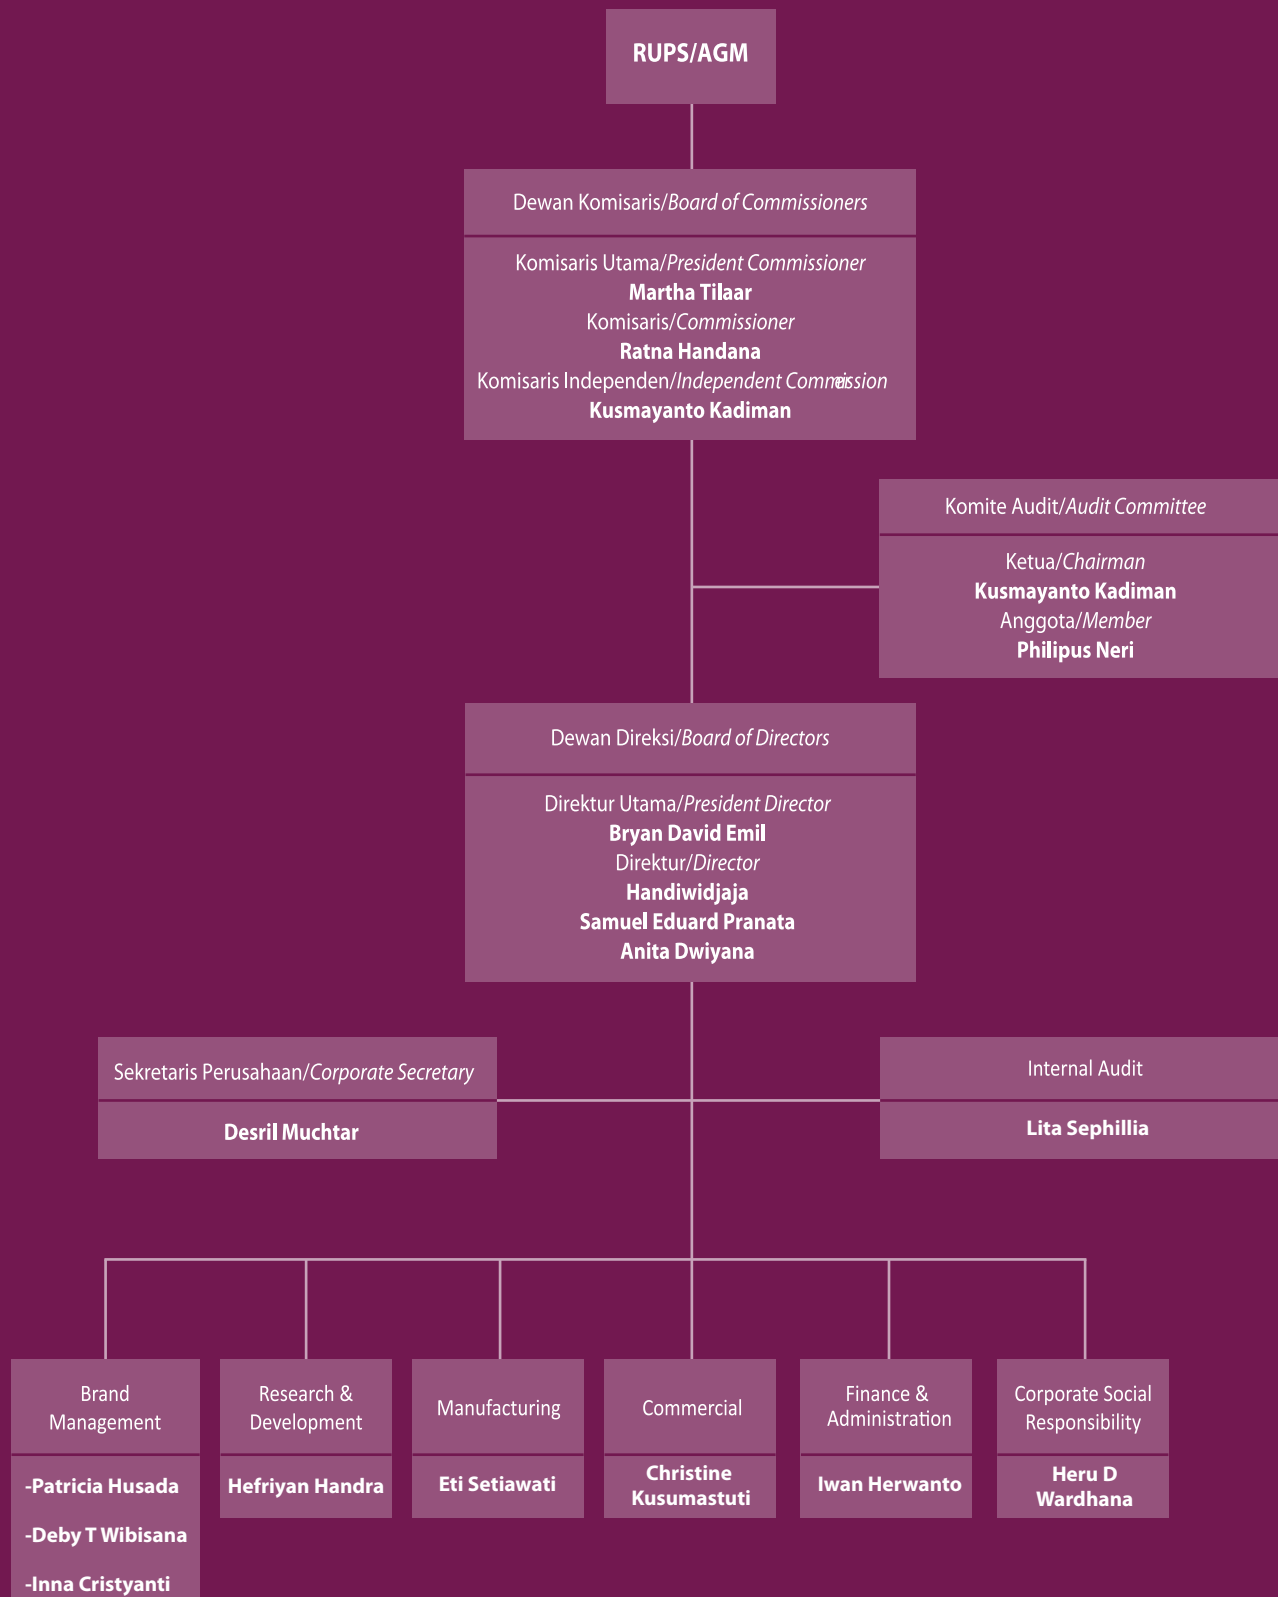 RUPS/AGM
Dewan Komisaris/Board of Commissioners
Komisaris Utama/President Commissioner
Martha Tilaar
Komisaris/Commissioner
Ratna Handana
Komisaris Independen/Independent Commissioner
Kusmayanto Kadiman
Komite Audit/Audit Committee
Ketua/Chairman
Kusmayanto Kadiman
Anggota/Member
Philipus Neri
Dewan Direksi/Board of Directors
Direktur Utama/President Director
Bryan David Emil
Direktur/Director
Handiwidjaja
Samuel Eduard Pranata
Anita Dwiyana
Sekretaris Perusahaan/Corporate Secretary
Desril Muchtar
Internal Audit
Lita Sephillia
Brand
Management
-Patricia Husada
-Deby T Wibisana
-Inna Cristyanti
Research &
Development
Hefriyan Handra
Manufacturing
Eti Setiawati
Commercial
Christine
Kusumastuti
Finance &
Administration
Iwan Herwanto
Corporate Social
Responsibility
Heru D
Wardhana